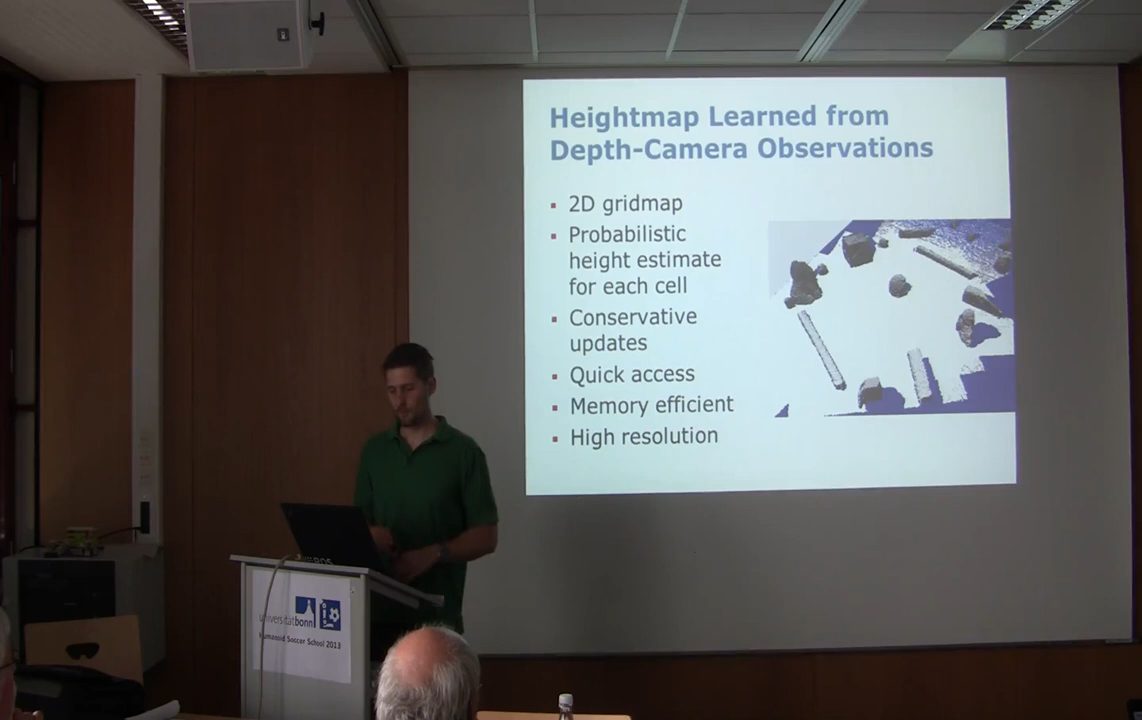 Heightmap Learned from
Depth-Camera Observations
▪ 2D gridmap
▪ Probabilistic
height estimate
for each cell
▪ Conservative
updates
▪ Quick access
▪ Memory efficient
▪ High resolution
universitätbonn
Humanoid Soccer School 2013